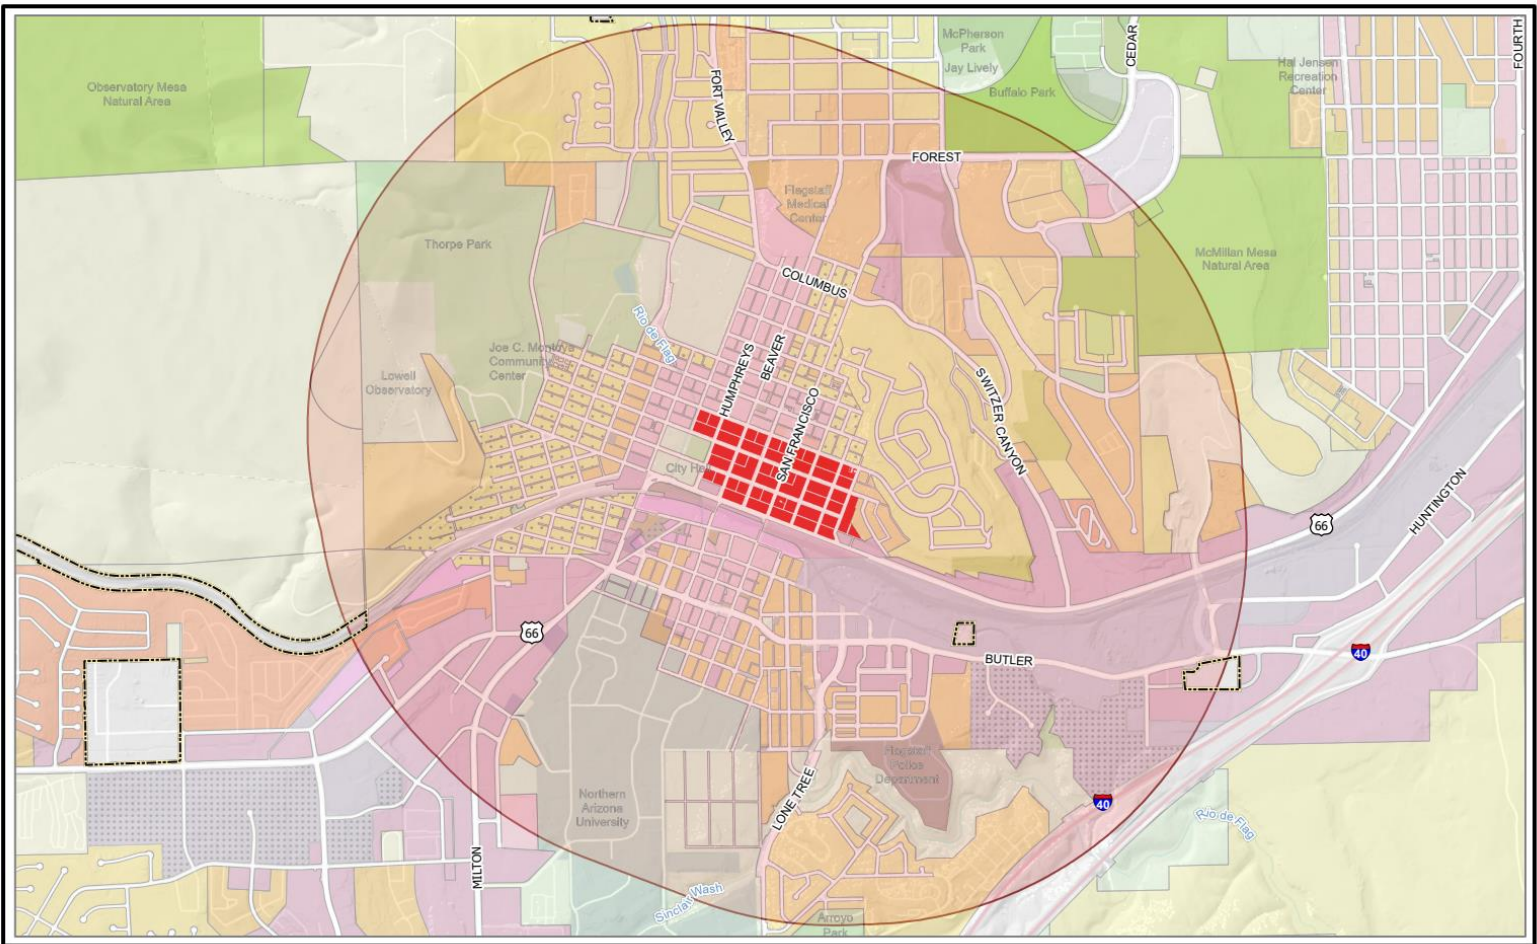 FOURTH
CEDAR
McPherson
Park
Jay Lively
Buffalo Park
Hal Jensen
Recreation
Center
Observatory Mesa
Natural Area
FORT VALLEY
FOREST
Flagstaff
Medical
Center
Thorpe Park
McMillan Mesa
Natural Area
COLUMBUS
Rio de Flag
Joe C. Montoya
Community
Center
HUMPHREYS
BEAVER
Lowell
Observatory
SWITZER CANYON
SAN FRANCISCO
City Hall
HUNTINGTON
66
66
BUTLER
40
Flagstaff
Police
Department
Northern
Arizona
University
LONE TREE
40
Rio de Flag
MILTON
Sinclair Wash
Arroyo
Park